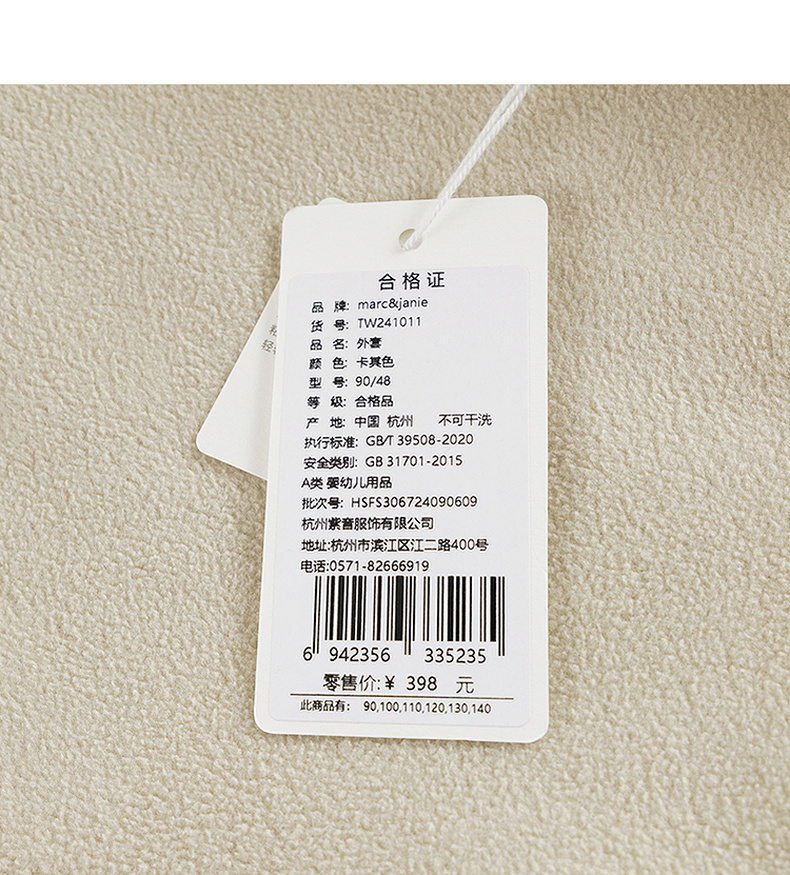 合格证
品 牌: marc&janie
货 号: TW241011
品 名: 外套
颜 色: 卡其色
型 号: 90/48
等 级: 合格品
产 地: 中国 杭州 不可干洗
执行标准: GB/T 39508-2020
安全类别: GB 31701-2015
A类 婴幼儿用品
批次号: HSFS306724090609
杭州紫音服饰有限公司
地址:杭州市滨江区江二路400号
电话:0571-82666919
6 942356 335235
零售价:￥ 398 元
此商品有: 90,100,110,120,130,140